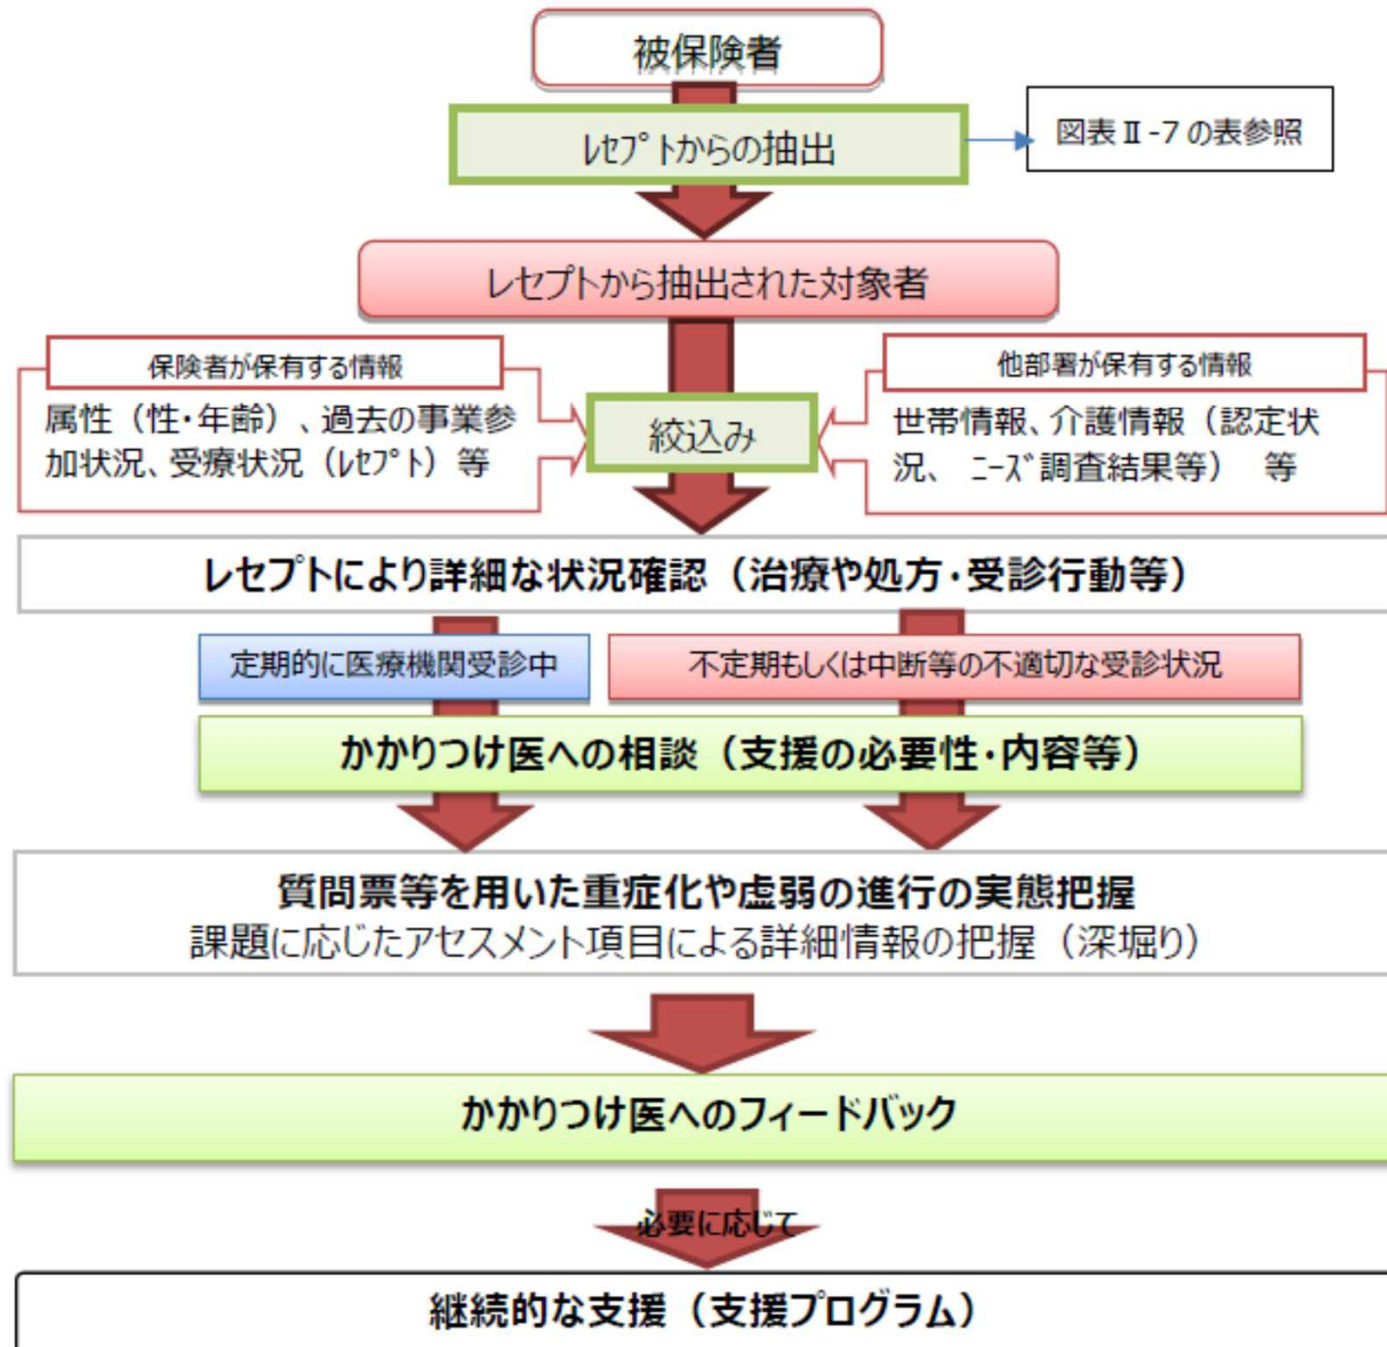 被保険者
ﾚｾﾌﾟﾄからの抽出
図表Ⅱ-7の表参照
レセプトから抽出された対象者
保険者が保有する情報
属性（性・年齢）、過去の事業参
加状況、受療状況（ﾚｾﾌﾟﾄ）等
絞込み
他部署が保有する情報
世帯情報、介護情報（認定状
況、ﾆｰｽﾞ調査結果等）　等
レセプトにより詳細な状況確認（治療や処方・受診行動等）
定期的に医療機関受診中
不定期もしくは中断等の不適切な受診状況
かかりつけ医への相談（支援の必要性・内容等）
質問票等を用いた重症化や虚弱の進行の実態把握
課題に応じたアセスメント項目による詳細情報の把握（深堀り）
かかりつけ医へのフィードバック
必要に応じて
継続的な支援（支援プログラム）